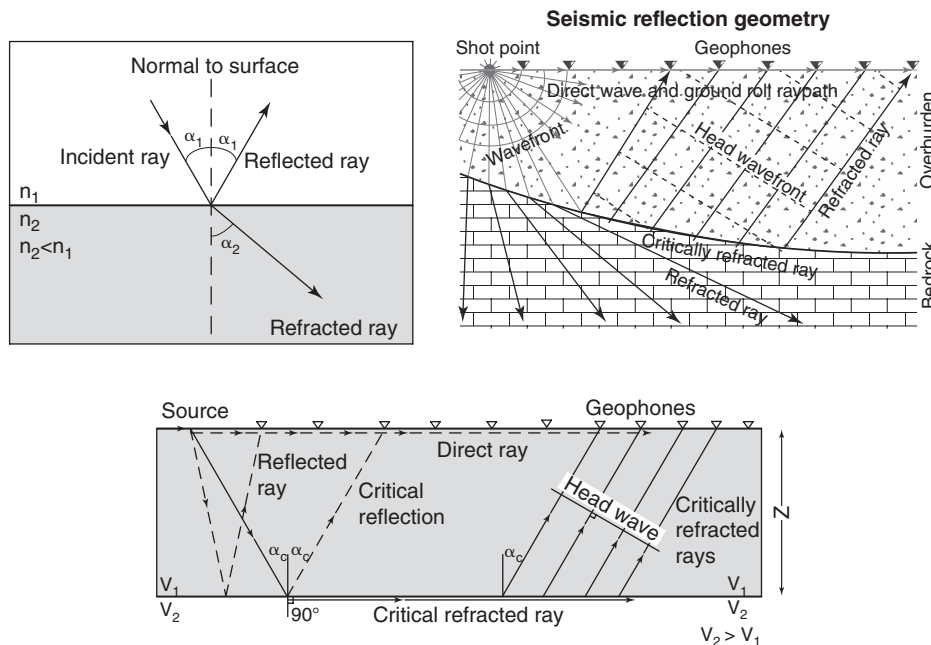 Normal to surface
α1 α1
Incident ray
Reflected ray
n1
n2
n2<n1
α2
Refracted ray
Seismic reflection geometry
Shot point
Geophones
Direct wave and ground roll raypath
Wavefront
Head wavefront
Refracted ray
Overburden
Critically refracted ray
Refracted ray
Bedrock
Source
Geophones
Direct ray
Reflected
ray
Critical
reflection
Head wave
Critically
refracted
rays
Z
αc αc
αc
V1
V1
V2
V2
90°
Critical refracted ray
V2 > V1